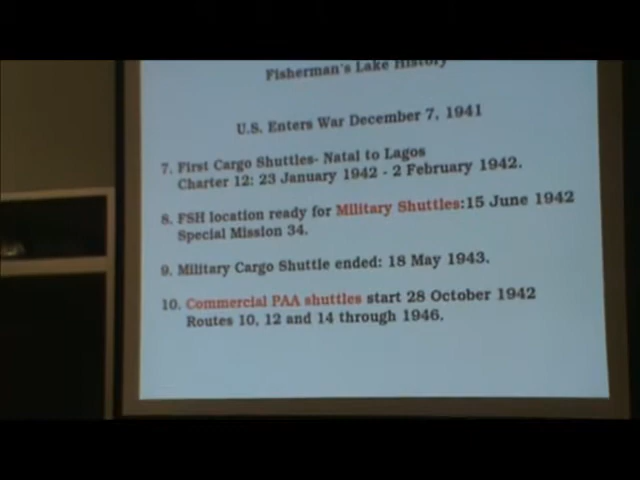 Fisherman's Lake History
U.S. Enters War December 7, 1941
7. First Cargo Shuttles- Natal to Lagos
Charter 12: 23 January 1942 - 2 February 1942.
8. FSH location ready for Military Shuttles:15 June 1942
Special Mission 34.
9. Military Cargo Shuttle ended: 18 May 1943.
10. Commercial PAA shuttles start 28 October 1942
Routes 10, 12 and 14 through 1946.